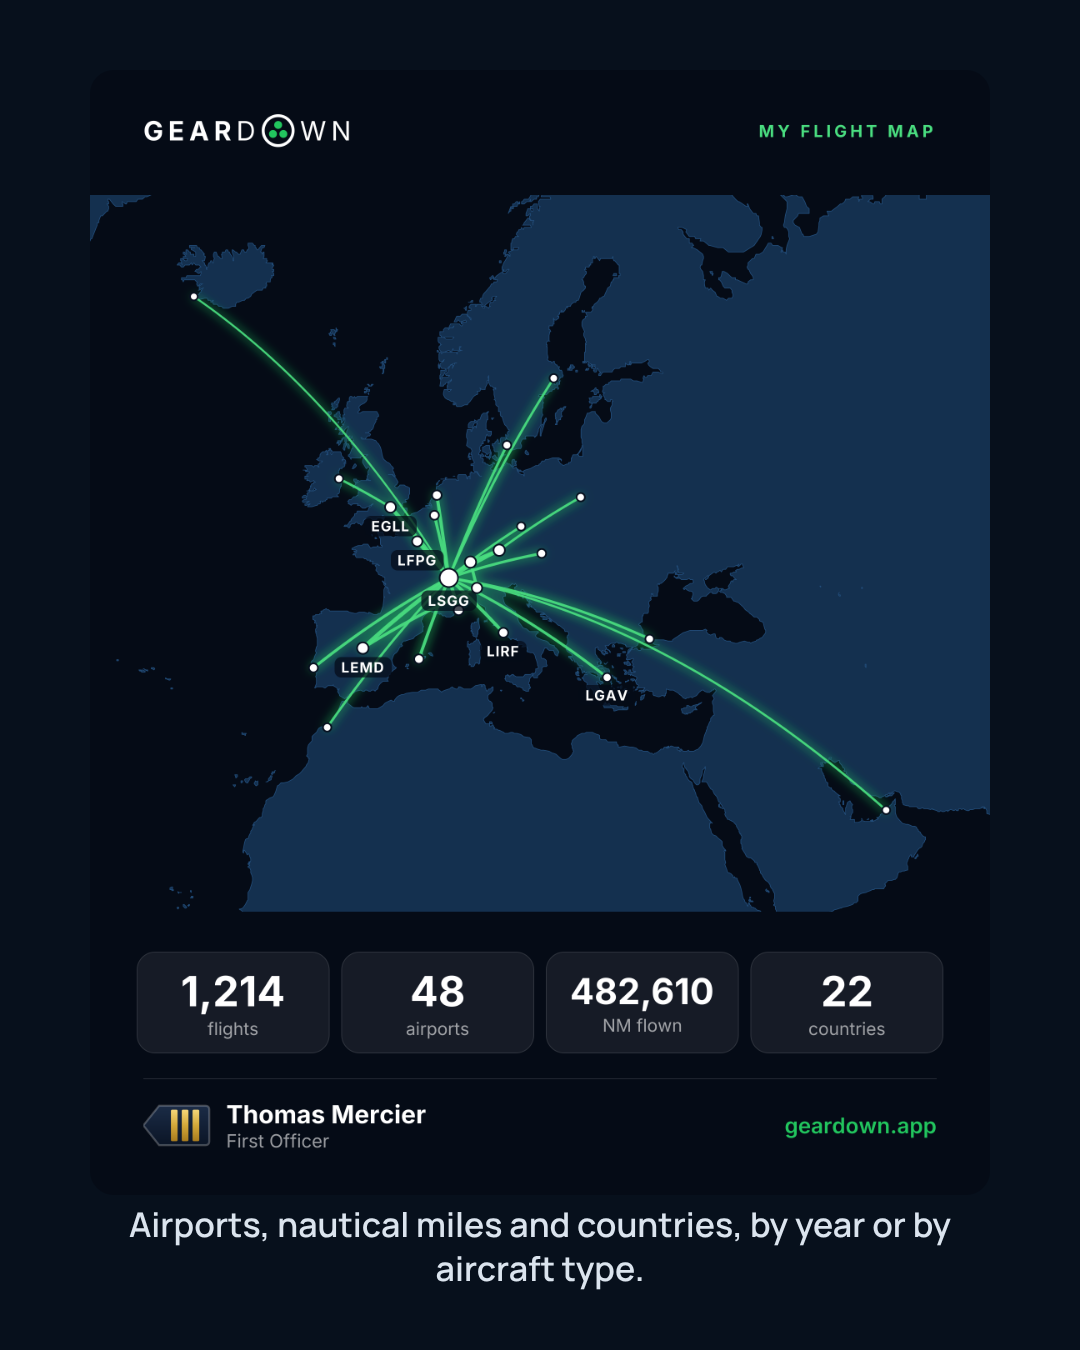 GEARDOWN
MY FLIGHT MAP
EGLL
LFPG
LSGG
LEMD
LIRF
LGAV
1,214
flights
48
airports
482,610
NM flown
22
countries
Thomas Mercier
First Officer
geardown.app
Airports, nautical miles and countries, by year or by
aircraft type.